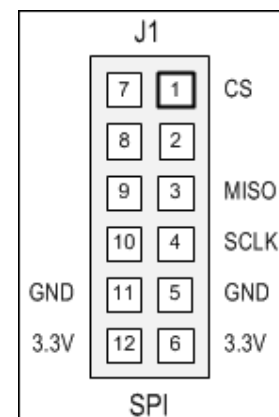 J1
7 1 CS
8 2
9 3 MISO
10 4 SCLK
GND 11 5 GND
3.3V 12 6 3.3V
SPI